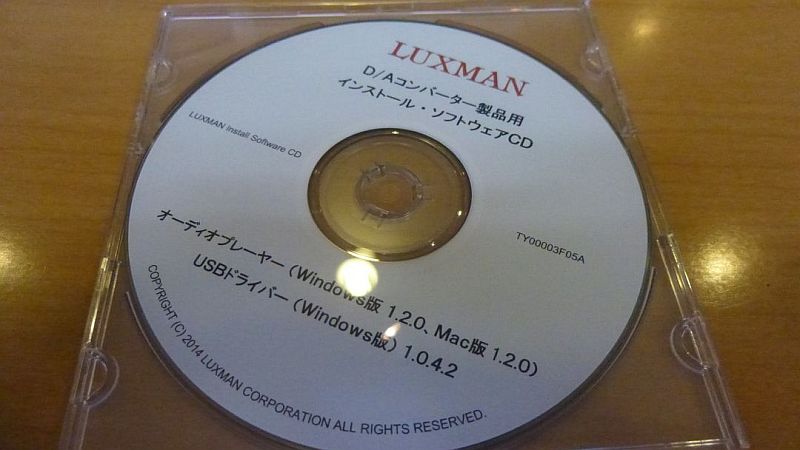 LUXMAN
D/Aコンバーター製品用
インストール・ソフトウェアCD
LUXMAN Install Software CD
TY00003F05A
オーディオプレーヤー（Windows版 1.2.0、Mac版 1.2.0）
USBドライバー（Windows版）1.0.4.2
COPYRIGHT (C) 2014 LUXMAN CORPORATION ALL RIGHTS RESERVED.